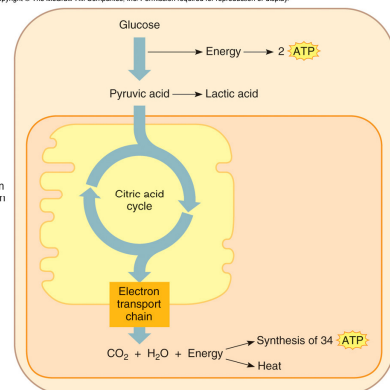 Glucose
Energy 2 ATP
Pyruvic acid Lactic acid
Citric acid
cycle
Electron
transport
chain
CO₂ + H₂O + Energy
Synthesis of 34 ATP
Heat